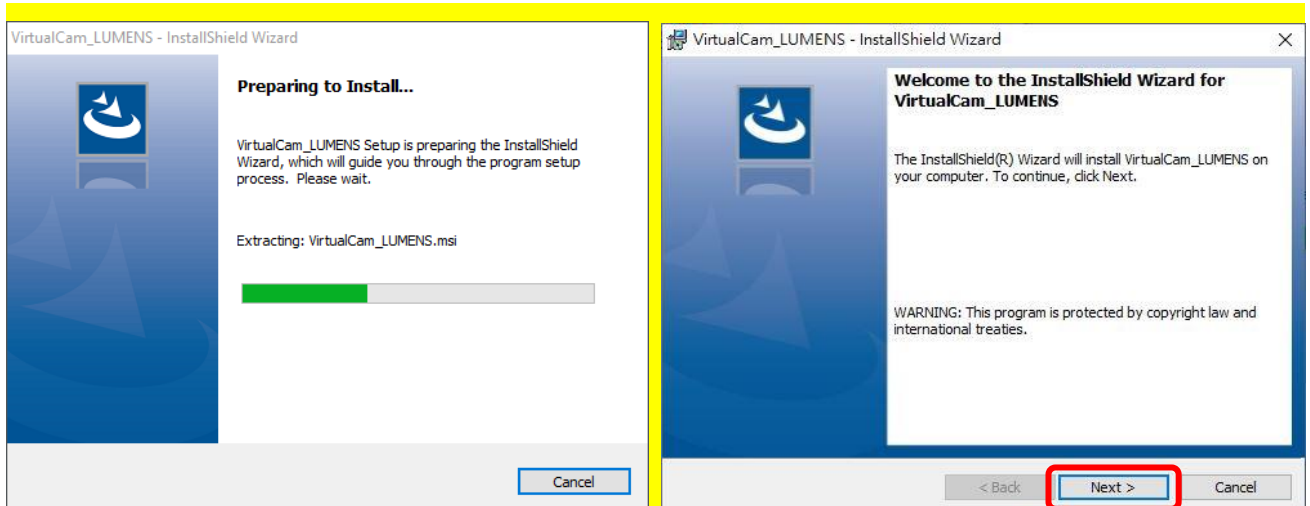 VirtualCam_LUMENS - InstallShield Wizard
Preparing to Install...
VirtualCam_LUMENS Setup is preparing the InstallShield
Wizard, which will guide you through the program setup
process. Please wait.
Extracting: VirtualCam_LUMENS.msi
Cancel
VirtualCam_LUMENS - InstallShield Wizard
Welcome to the InstallShield Wizard for
VirtualCam_LUMENS
The InstallShield(R) Wizard will install VirtualCam_LUMENS on
your computer. To continue, click Next.
WARNING: This program is protected by copyright law and
international treaties.
< Back
Next >
Cancel